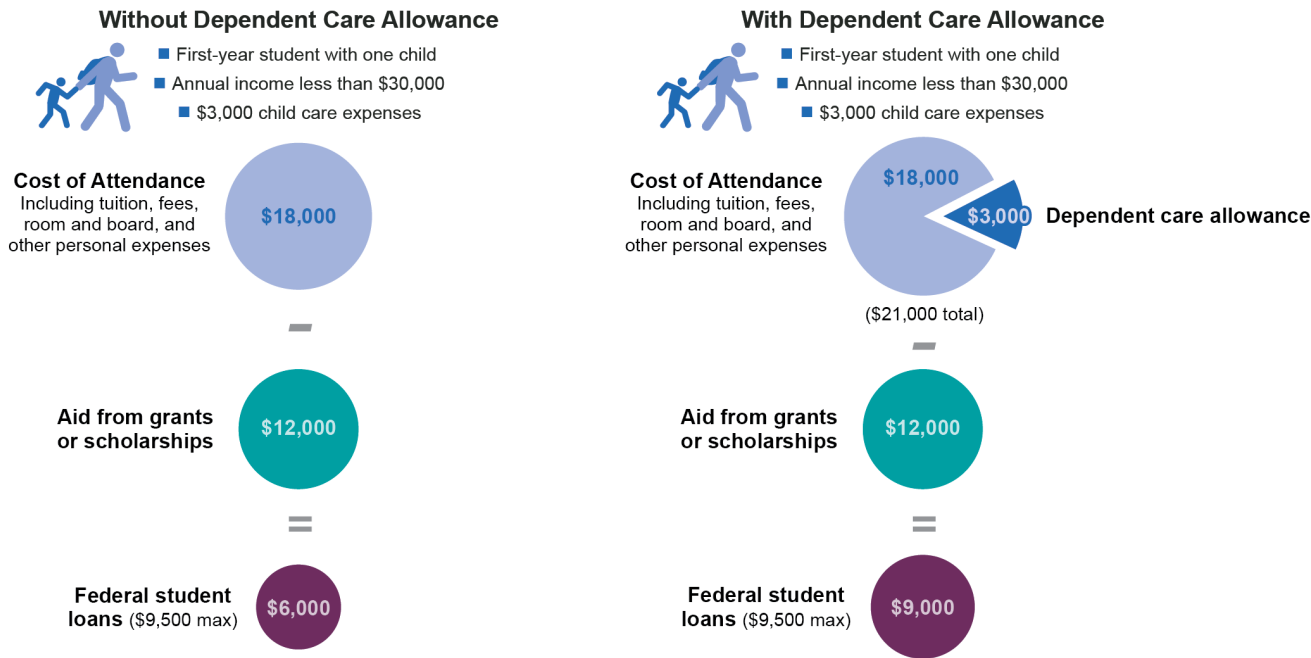 Without Dependent Care Allowance
First-year student with one child
Annual income less than $30,000
$3,000 child care expenses
Cost of Attendance
Including tuition, fees,
room and board, and
other personal expenses
$18,000
-
Aid from grants
or scholarships
$12,000
=
Federal student
loans ($9,500 max)
$6,000
With Dependent Care Allowance
First-year student with one child
Annual income less than $30,000
$3,000 child care expenses
Cost of Attendance
Including tuition, fees,
room and board, and
other personal expenses
$18,000
$3,000
Dependent care allowance
($21,000 total)
-
Aid from grants
or scholarships
$12,000
=
Federal student
loans ($9,500 max)
$9,000